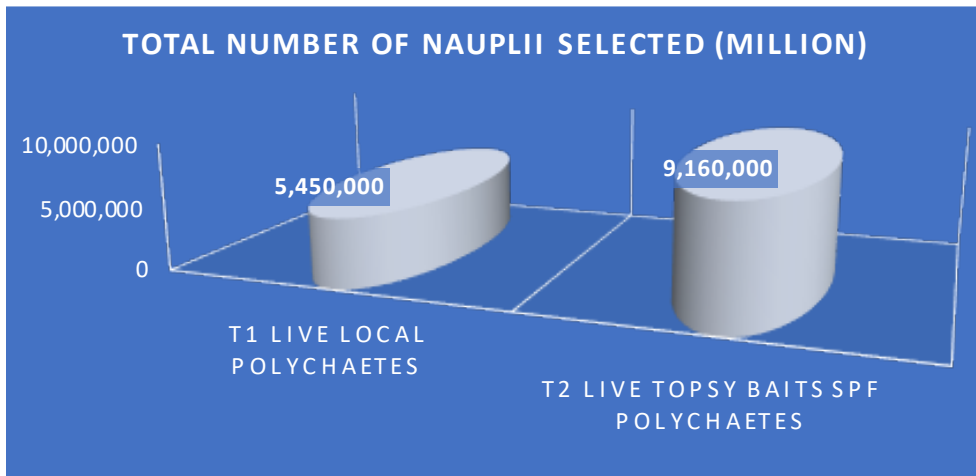 TOTAL NUMBER OF NAUPLII SELECTED (MILLION)
10,000,000
5,000,000
0
5,450,000
9,160,000
T1 LIVE LOCAL
POLYCHAETES
T2 LIVE TOPSY BAITS SPF
POLYCHAETES